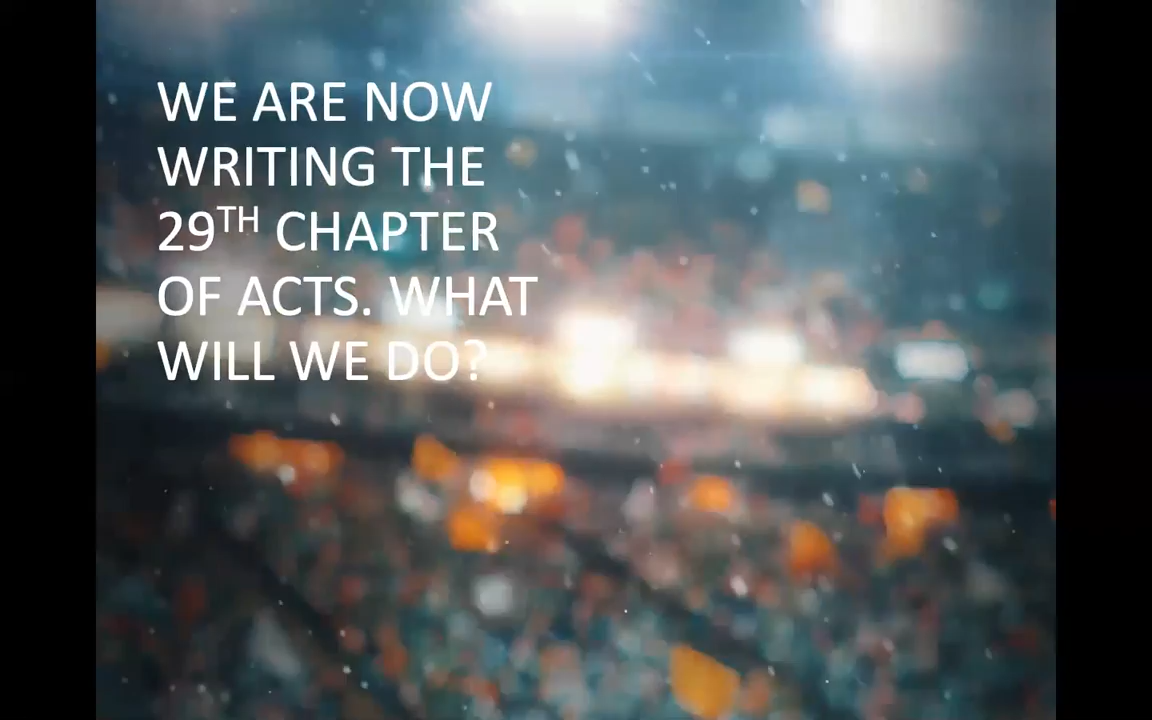 WE ARE NOW
WRITING THE
29TH CHAPTER
OF ACTS. WHAT
WILL WE DO?